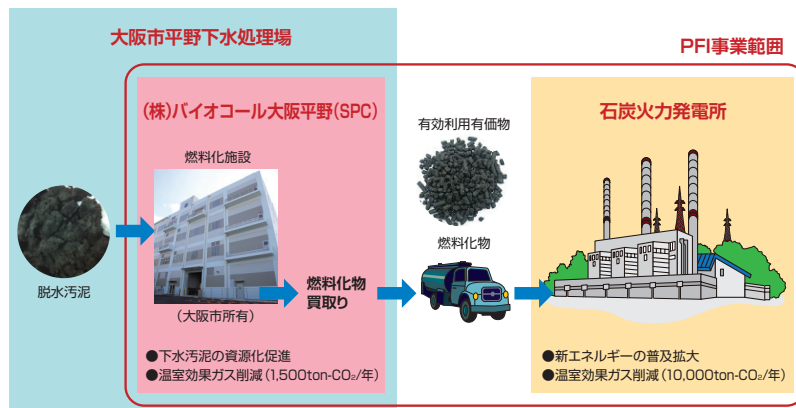 大阪市平野下水処理場
PFI事業範囲
(株)バイオコール大阪平野(SPC)
燃料化施設
脱水汚泥
(大阪市所有)
燃料化物
買取り
●下水汚泥の資源化促進
●温室効果ガス削減(1,500ton-CO₂/年)
有効利用有価物
燃料化物
石炭火力発電所
●新エネルギーの普及拡大
●温室効果ガス削減(10,000ton-CO₂/年)